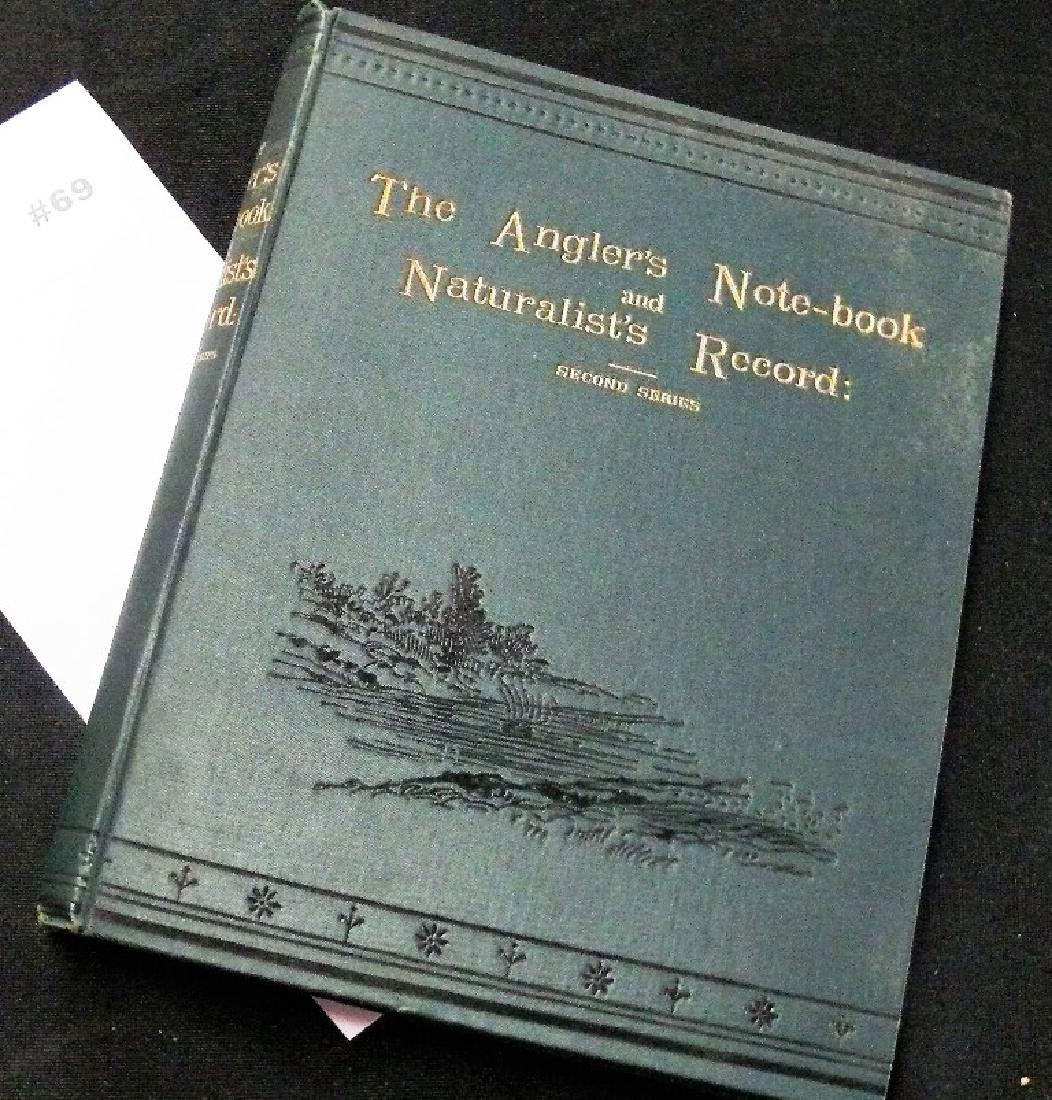 #69
The Angler's Note-book
and
Naturalist's Record:
SECOND SERIES